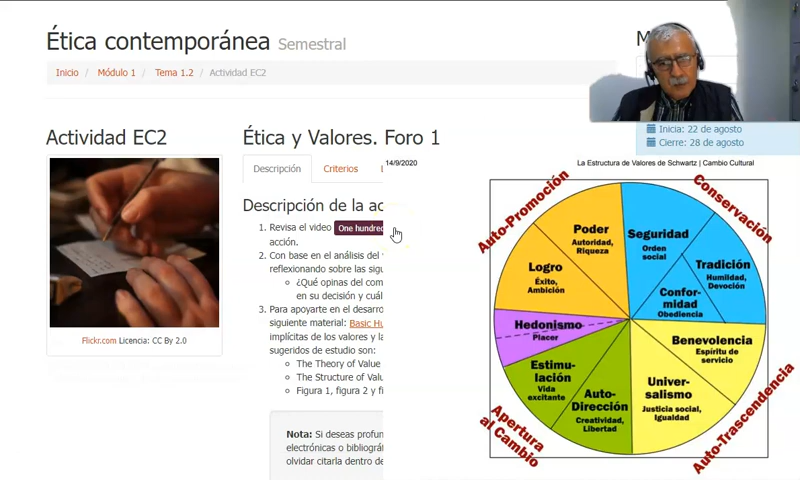 Ética contemporánea Semestral
M
Inicio / Módulo 1 / Tema 1.2 / Actividad EC2
Inicia: 22 de agosto
Cierre: 28 de agosto
Actividad EC2
Flickr.com Licencia: CC By 2.0
Ética y Valores. Foro 1
Descripción
Criterios
Descripción de la ac
1. Revisa el video One hundred
acción.
2. Con base en el análisis del
reflexionando sobre las sigu
¿Qué opinas del com
en su decisión y cuál
3. Para apoyarte en el desarro
siguiente material: Basic Hu
implícitas de los valores y la
sugeridos de estudio son:
The Theory of Value
The Structure of Valu
Figura 1, figura 2 y fi
Nota: Si deseas profun
electrónicas o bibliográ
olvidar citarla dentro de
14/9/2020
La Estructura de Valores de Schwartz | Cambio Cultural
Auto-Promoción
Conservación
Poder
Autoridad,
Riqueza
Seguridad
Orden
social
Logro
Éxito,
Ambición
Tradición
Humildad,
Devoción
Confor-
midad
Obediencia
Hedonismo
Placer
Benevolencia
Espíritu de
servicio
Estimu-
lación
Vida
excitante
Auto-
Dirección
Creatividad,
Libertad
Univer-
salismo
Justicia social,
Igualdad
Apertura
al Cambio
Auto-Trascendencia